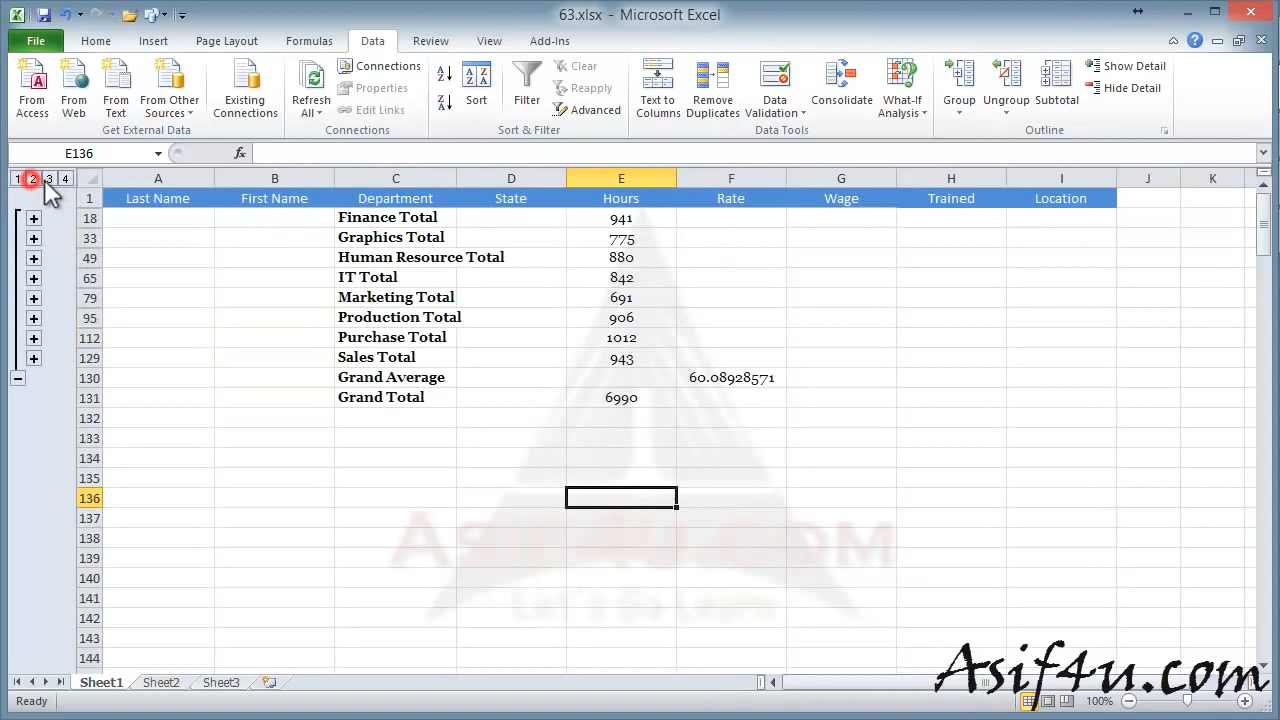 63.xlsx - Microsoft Excel
File Home Insert Page Layout Formulas Data Review View Add-Ins
From Access From Web From Text From Other Sources Existing Connections Refresh All Connections Properties Edit Links Sort Filter Clear Reapply Advanced Text to Columns Remove Duplicates Data Validation Consolidate What-If Analysis Group Ungroup Subtotal Show Detail Hide Detail
Get External Data Connections Sort & Filter Data Tools Outline
E136 fx
1 2 3 4 A B C D E F G H I J K
1 Last Name First Name Department State Hours Rate Wage Trained Location
18 Finance Total 941
33 Graphics Total 775
49 Human Resource Total 880
65 IT Total 842
79 Marketing Total 691
95 Production Total 906
112 Purchase Total 1012
129 Sales Total 943
130 Grand Average 60.08928571
131 Grand Total 6990
132
133
134
135
136
137
138
139
140
141
142
143
144
Asif4u.com
Let's Go Learn
Asif4u.com
Sheet1 Sheet2 Sheet3
Ready 100%